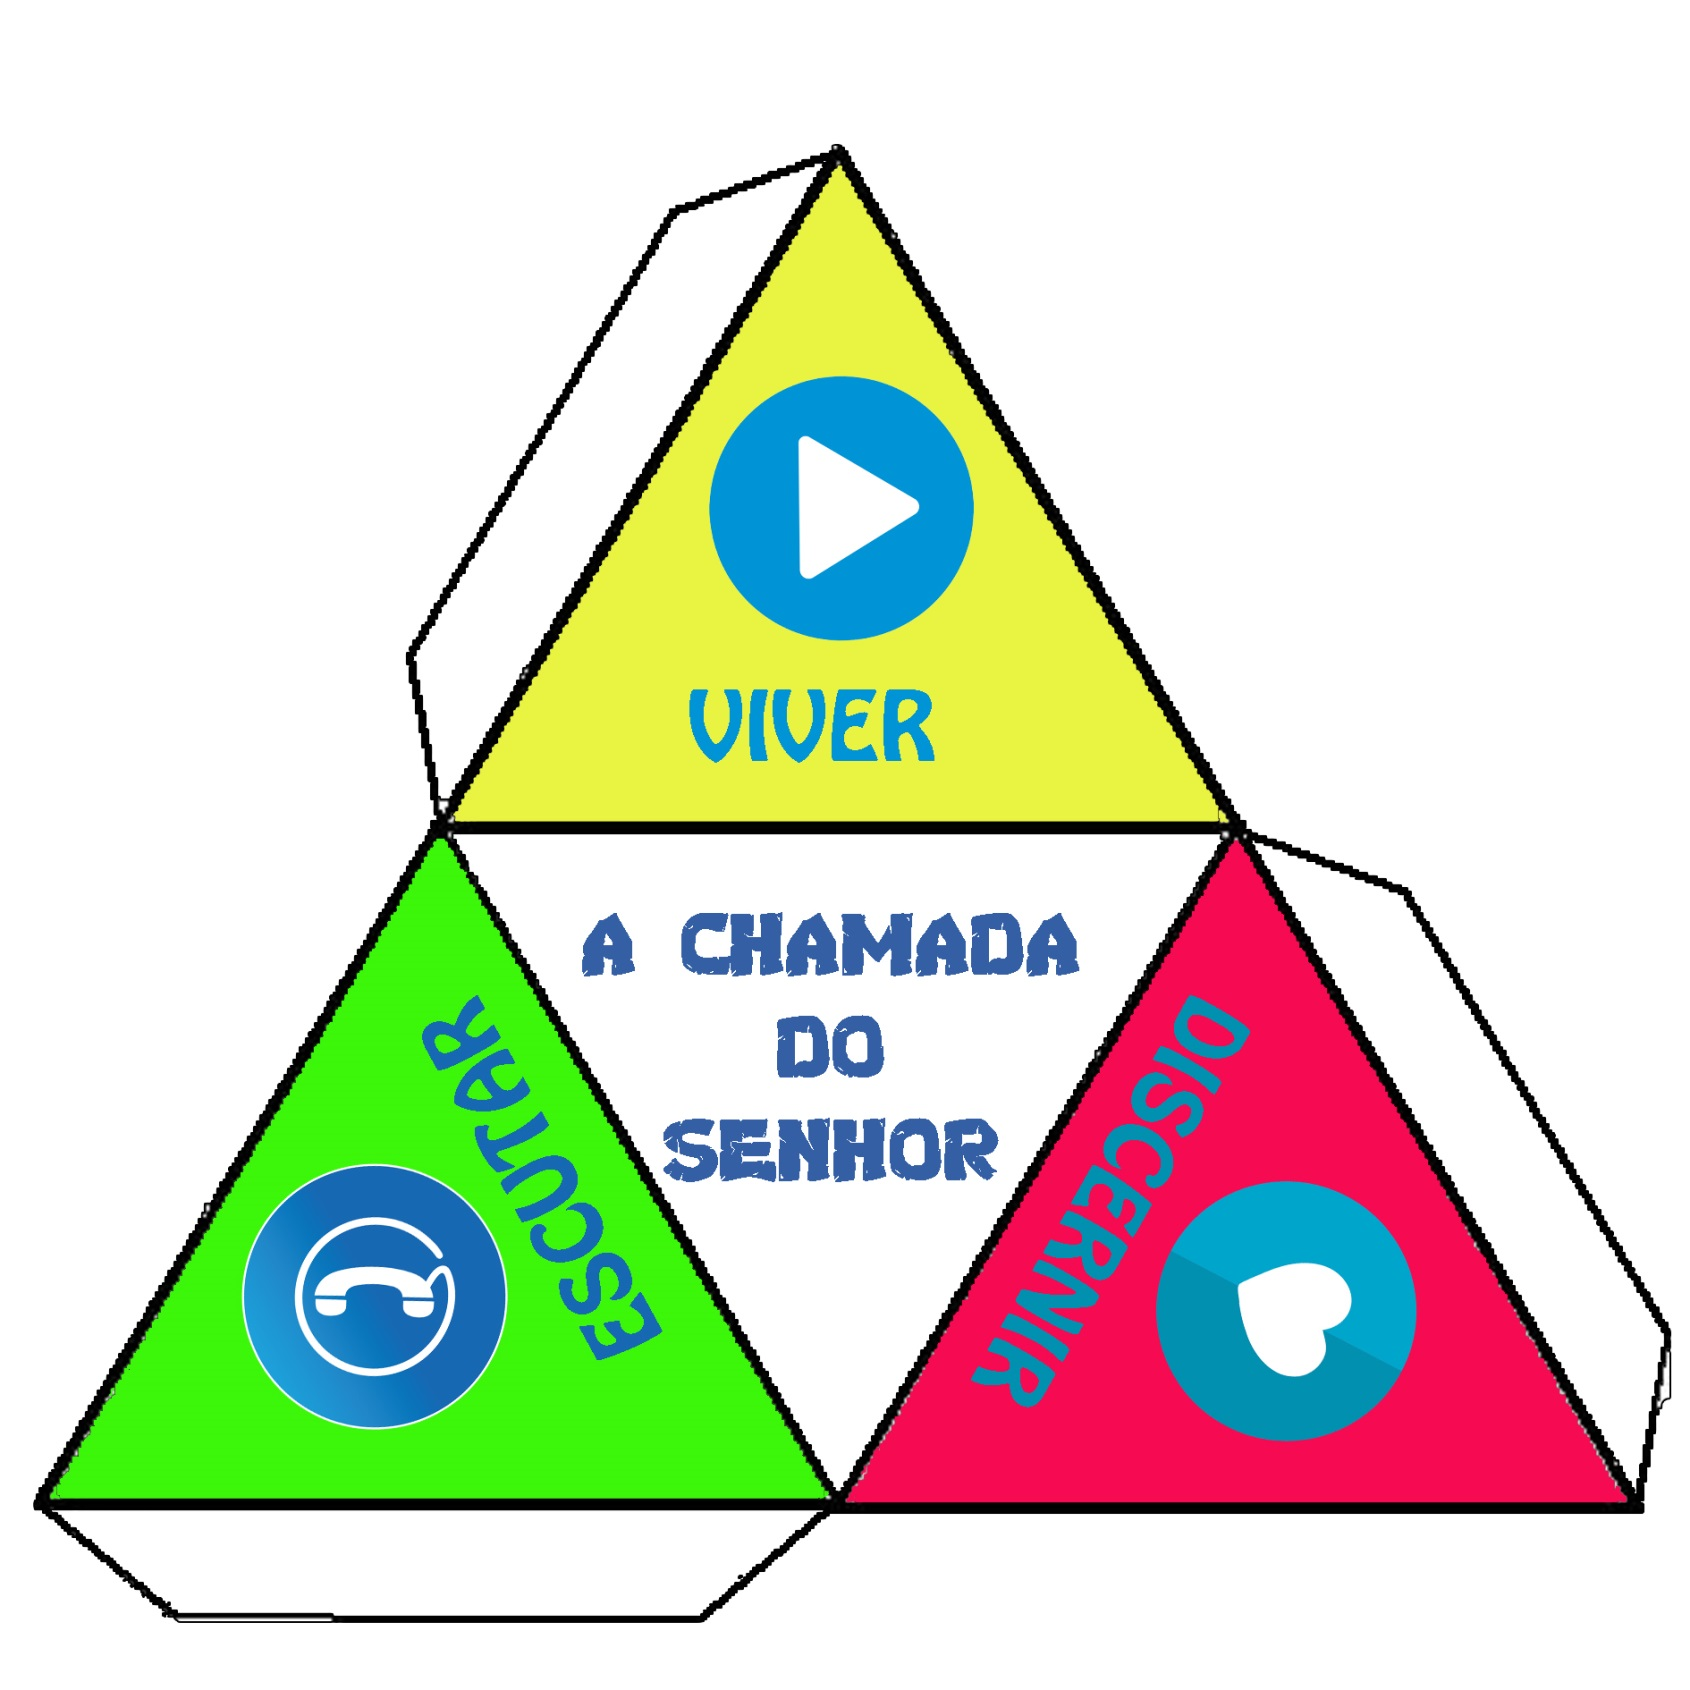 VIVER
A CHAMADA
DO
SENHOR
ESCUTAR
DISCERNIR